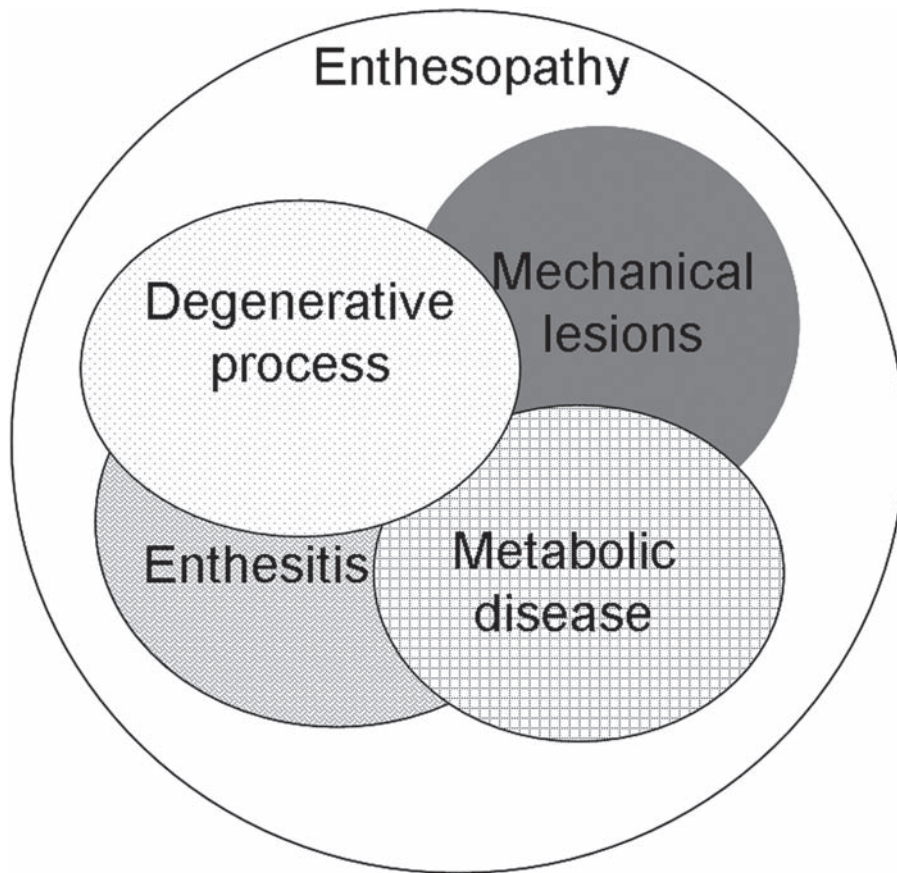 Enthesopathy
Mechanical
lesions
Degenerative
process
Enthesitis
Metabolic
disease